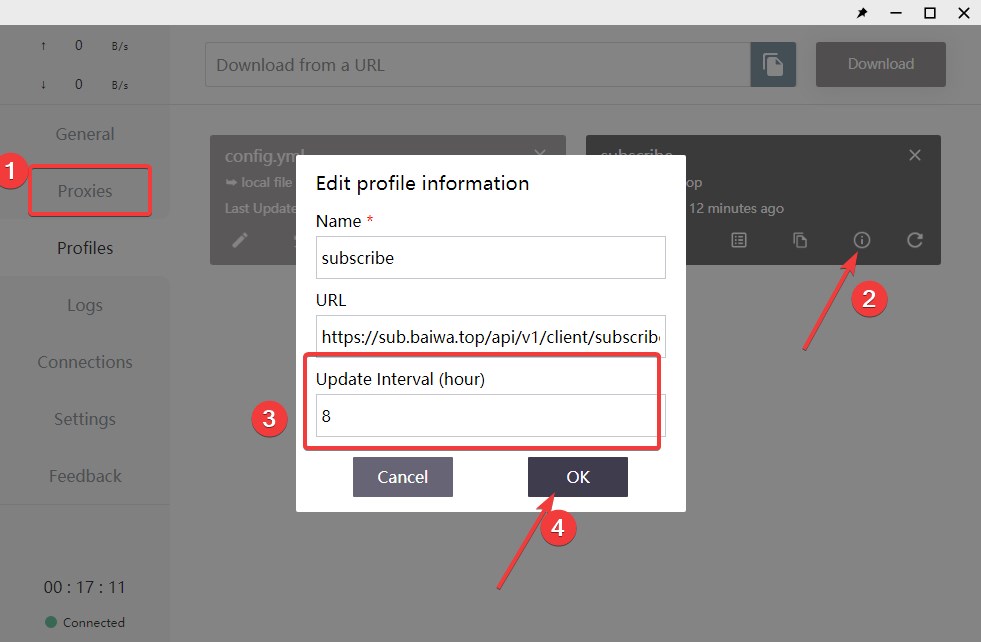 ↑ 0 B/s
↓ 0 B/s
Download from a URL
Download
General
1
Proxies
Profiles
Logs
Connections
Settings
Feedback
00 : 17 : 11
Connected
config.yml
local file
Last Update
subscribe
op
12 minutes ago
2
Edit profile information
Name *
subscribe
URL
https://sub.baiwa.top/api/v1/client/subscribe
Update Interval (hour)
8
3
Cancel
OK
4